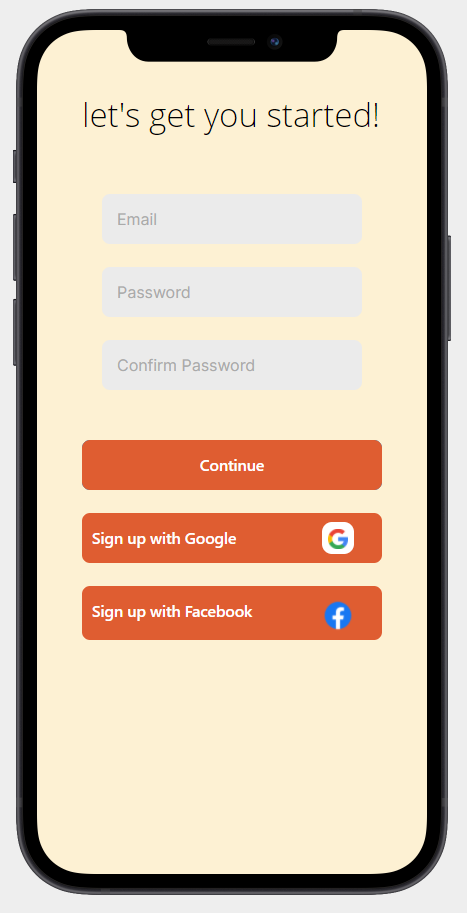 let's get you started!
Email
Password
Confirm Password
Continue
Sign up with Google
Sign up with Facebook